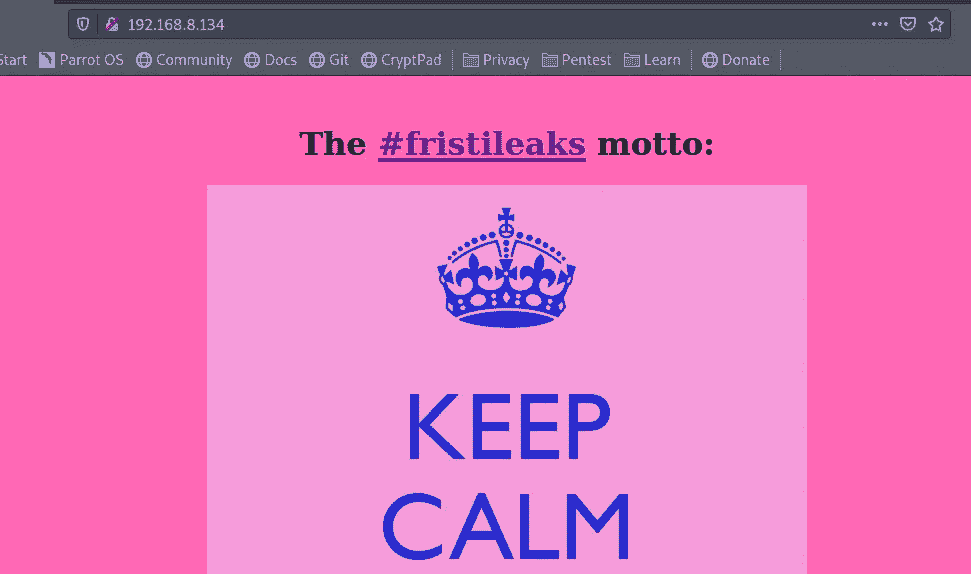 192.168.8.134
Start Parrot OS Community Docs Git CryptPad Privacy Pentest Learn Donate
The #fristileaks motto:
KEEP
CALM